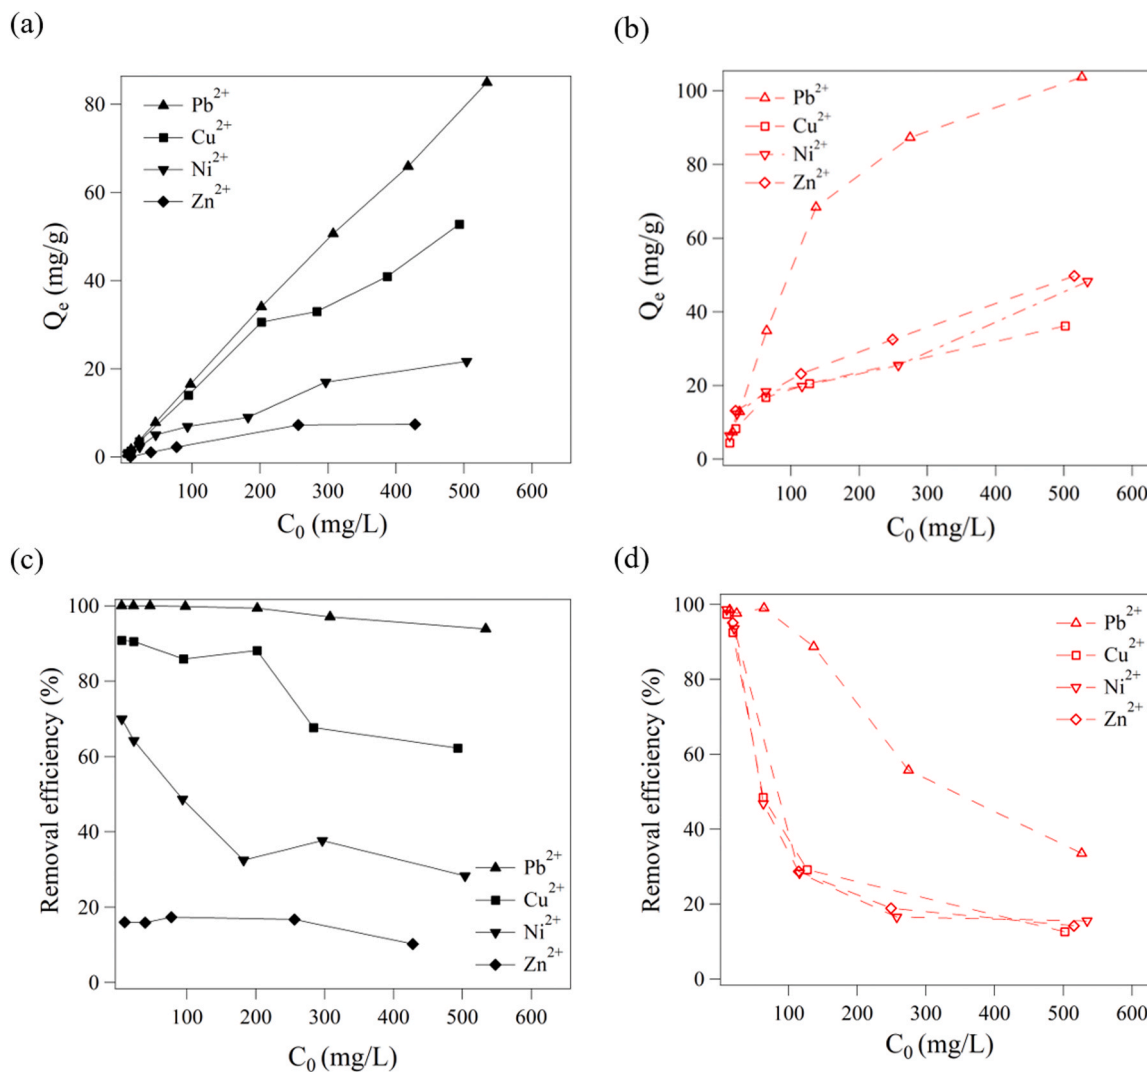 (a)
80
60
40
20
0
Qe (mg/g)
Pb2+
Cu2+
Ni2+
Zn2+
100 200 300 400 500 600
C0 (mg/L)
(b)
100
80
60
40
20
0
Qe (mg/g)
Pb2+
Cu2+
Ni2+
Zn2+
100 200 300 400 500 600
C0 (mg/L)
(c)
100
80
60
40
20
0
Removal efficiency (%)
Pb2+
Cu2+
Ni2+
Zn2+
100 200 300 400 500 600
C0 (mg/L)
(d)
100
80
60
40
20
0
Removal efficiency (%)
Pb2+
Cu2+
Ni2+
Zn2+
100 200 300 400 500 600
C0 (mg/L)